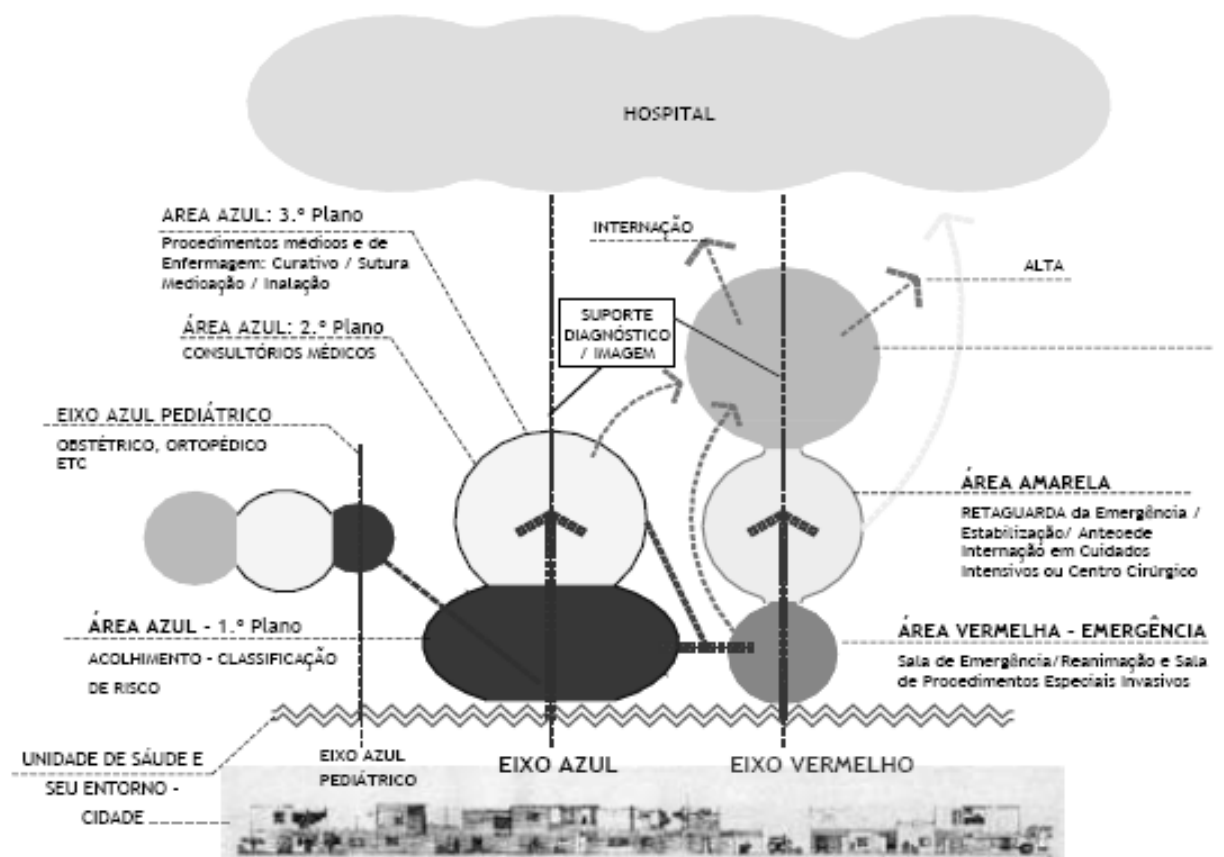 HOSPITAL
AREA AZUL: 3.º Plano
Procedimentos médicos e de
Enfermagem: Curativo / Sutura
Medicação / Inalação
INTERNAÇÃO
ALTA
SUPORTE
DIAGNÓSTICO
/ IMAGEM
ÁREA AZUL: 2.º Plano
CONSULTÓRIOS MÉDICOS
EIXO AZUL PEDIÁTRICO
OBSTÉTRICO, ORTOPÉDICO
ETC
ÁREA AMARELA
RETAGUARDA da Emergência /
Estabilização/ Antecede
Internação em Cuidados
Intensivos ou Centro Cirúrgico
ÁREA AZUL - 1.º Plano
ACOLHIMENTO - CLASSIFICAÇÃO
DE RISCO
ÁREA VERMELHA - EMERGÊNCIA
Sala de Emergência/Reanimação e Sala
de Procedimentos Especiais Invasivos
UNIDADE DE SÁUDE E
SEU ENTORNO -
CIDADE
EIXO AZUL
PEDIÁTRICO
EIXO AZUL
EIXO VERMELHO